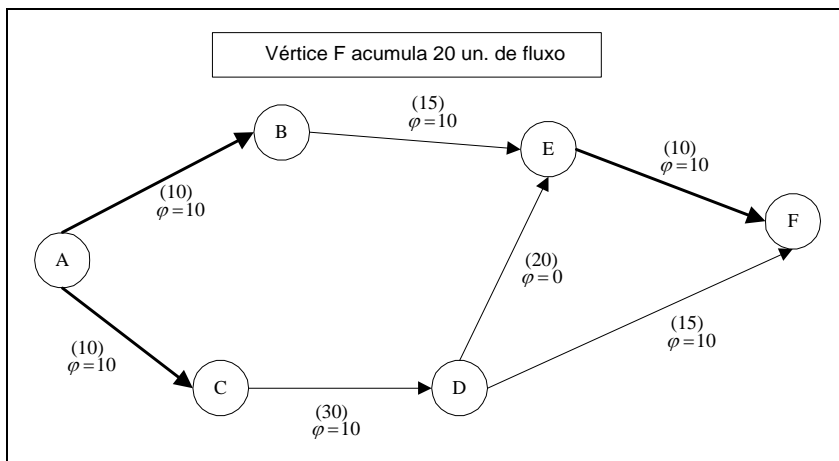 Vértice F acumula 20 un. de fluxo
(15)
φ=10
B
E
(10)
φ=10
(10)
φ=10
F
A
(20)
φ=0
(15)
φ=10
(10)
φ=10
C
D
(30)
φ=10